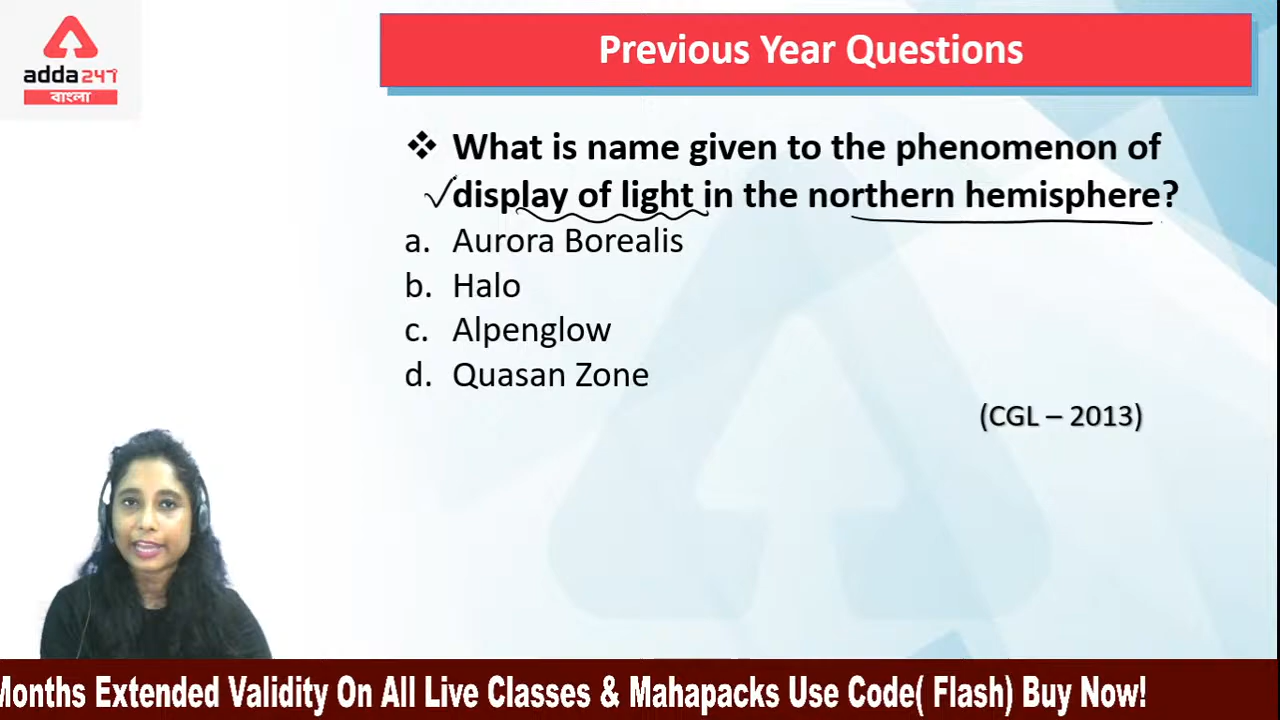 adda247
বাংলা
Previous Year Questions
❖ What is name given to the phenomenon of
display of light in the northern hemisphere?
a. Aurora Borealis
b. Halo
c. Alpenglow
d. Quasan Zone
(CGL – 2013)
Months Extended Validity On All Live Classes & Mahapacks Use Code( Flash) Buy Now!